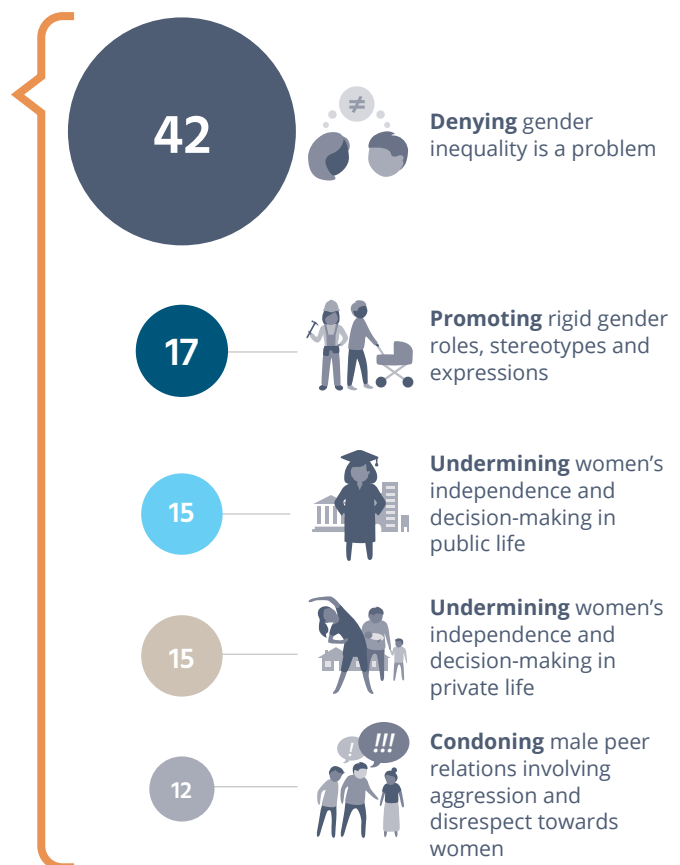 42
≠
Denying gender
inequality is a problem
17
Promoting rigid gender
roles, stereotypes and
expressions
15
Undermining women’s
independence and
decision-making in
public life
15
Undermining women’s
independence and
decision-making in
private life
12
! !!!
Condoning male peer
relations involving
aggression and
disrespect towards
women